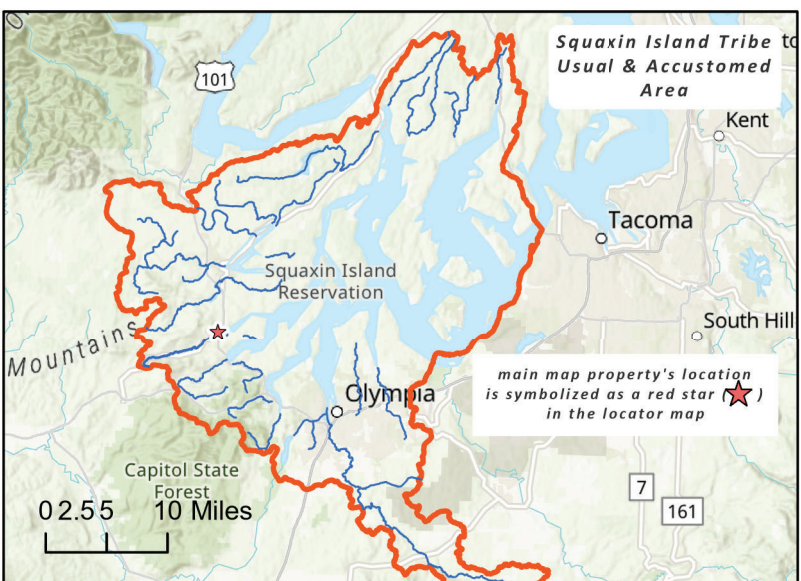 Squaxin Island Tribe
Usual & Accustomed
Area
101
Kent
Tacoma
Squaxin Island
Reservation
South Hill
Mountains
main map property's location
is symbolized as a red star ( )
in the locator map
Olympia
Capitol State
Forest
7
161
0 2.5 5 10 Miles